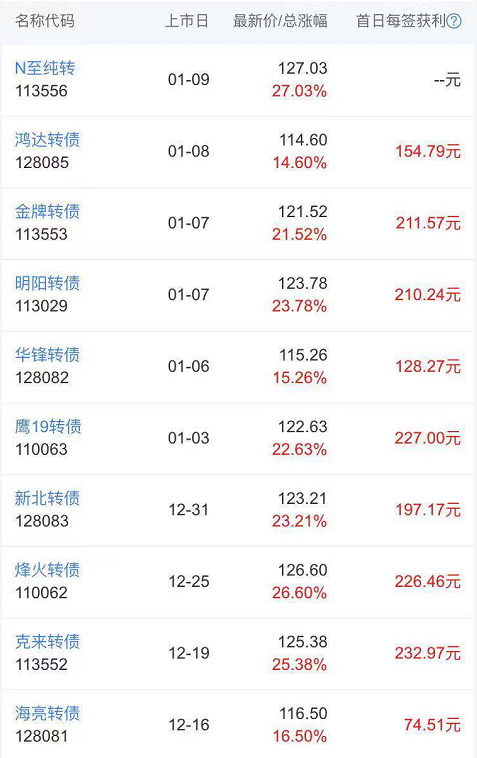 名称代码 上市日 最新价/总涨幅 首日每签获利?
N至纯转 127.03
01-09 --元
113556 27.03%
鸿达转债 114.60
01-08 154.79元
128085 14.60%
金牌转债 121.52
01-07 211.57元
113553 21.52%
明阳转债 123.78
01-07 210.24元
113029 23.78%
华锋转债 115.26
01-06 128.27元
128082 15.26%
鹰19转债 122.63
01-03 227.00元
110063 22.63%
新北转债 123.21
12-31 197.17元
128083 23.21%
烽火转债 126.60
12-25 226.46元
110062 26.60%
克来转债 125.38
12-19 232.97元
113552 25.38%
海亮转债 116.50
12-16 74.51元
128081 16.50%